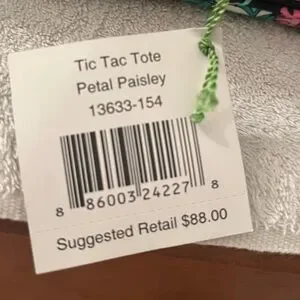 Tic Tac Tote
Petal Paisley
13633-154
8 86003 24227 8
Suggested Retail $88.00